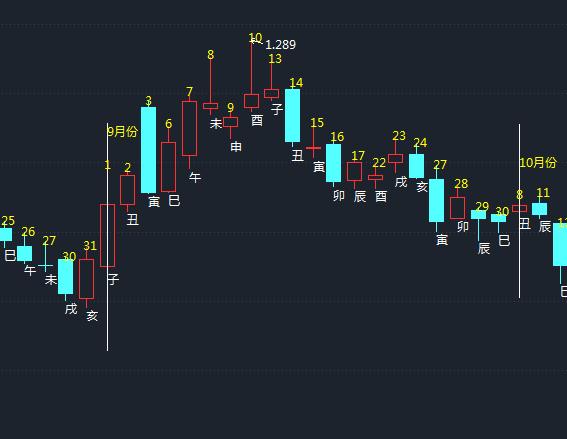 10
1.289
8
13
14
7
3
9
6
15
9月份
未
酉
子
16
23
24
申
17
22
27
丑
10月份
1
2
寅
午
戌
亥
28
8
11
寅
巳
卯
辰
酉
29
30
25
丑
26
卯
丑
辰
27
31
寅
辰
巳
巳
30
午
未
子
戌
亥